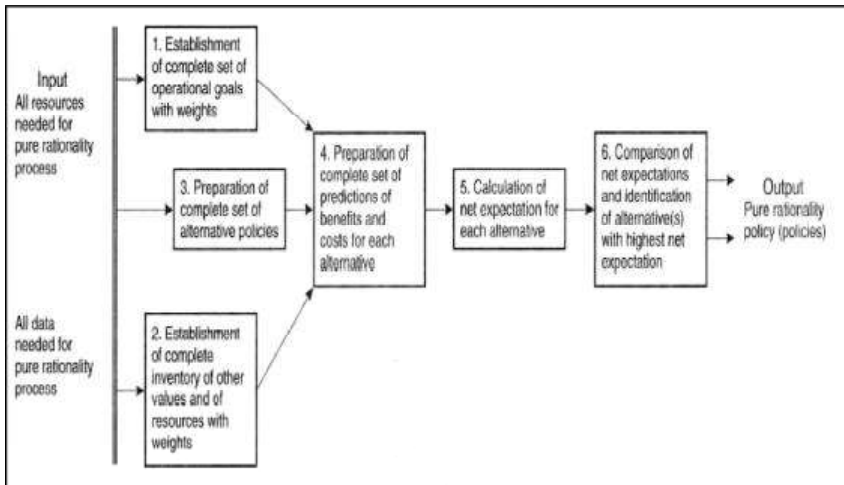 Input
All resources
needed for
pure rationality
process
All data
needed for
pure rationality
process
1. Establishment
of complete set of
operational goals
with weights
3. Preparation of
complete set of
alternative policies
2. Establishment
of complete
inventory of other
values and of
resources with
weights
4. Preparation of
complete set of
predictions of
benefits and
costs for each
alternative
5. Calculation of
net expectation for
each alternative
6. Comparison of
net expectations
and identification
of alternative(s)
with highest net
expectation
Output
Pure rationality
policy (policies)